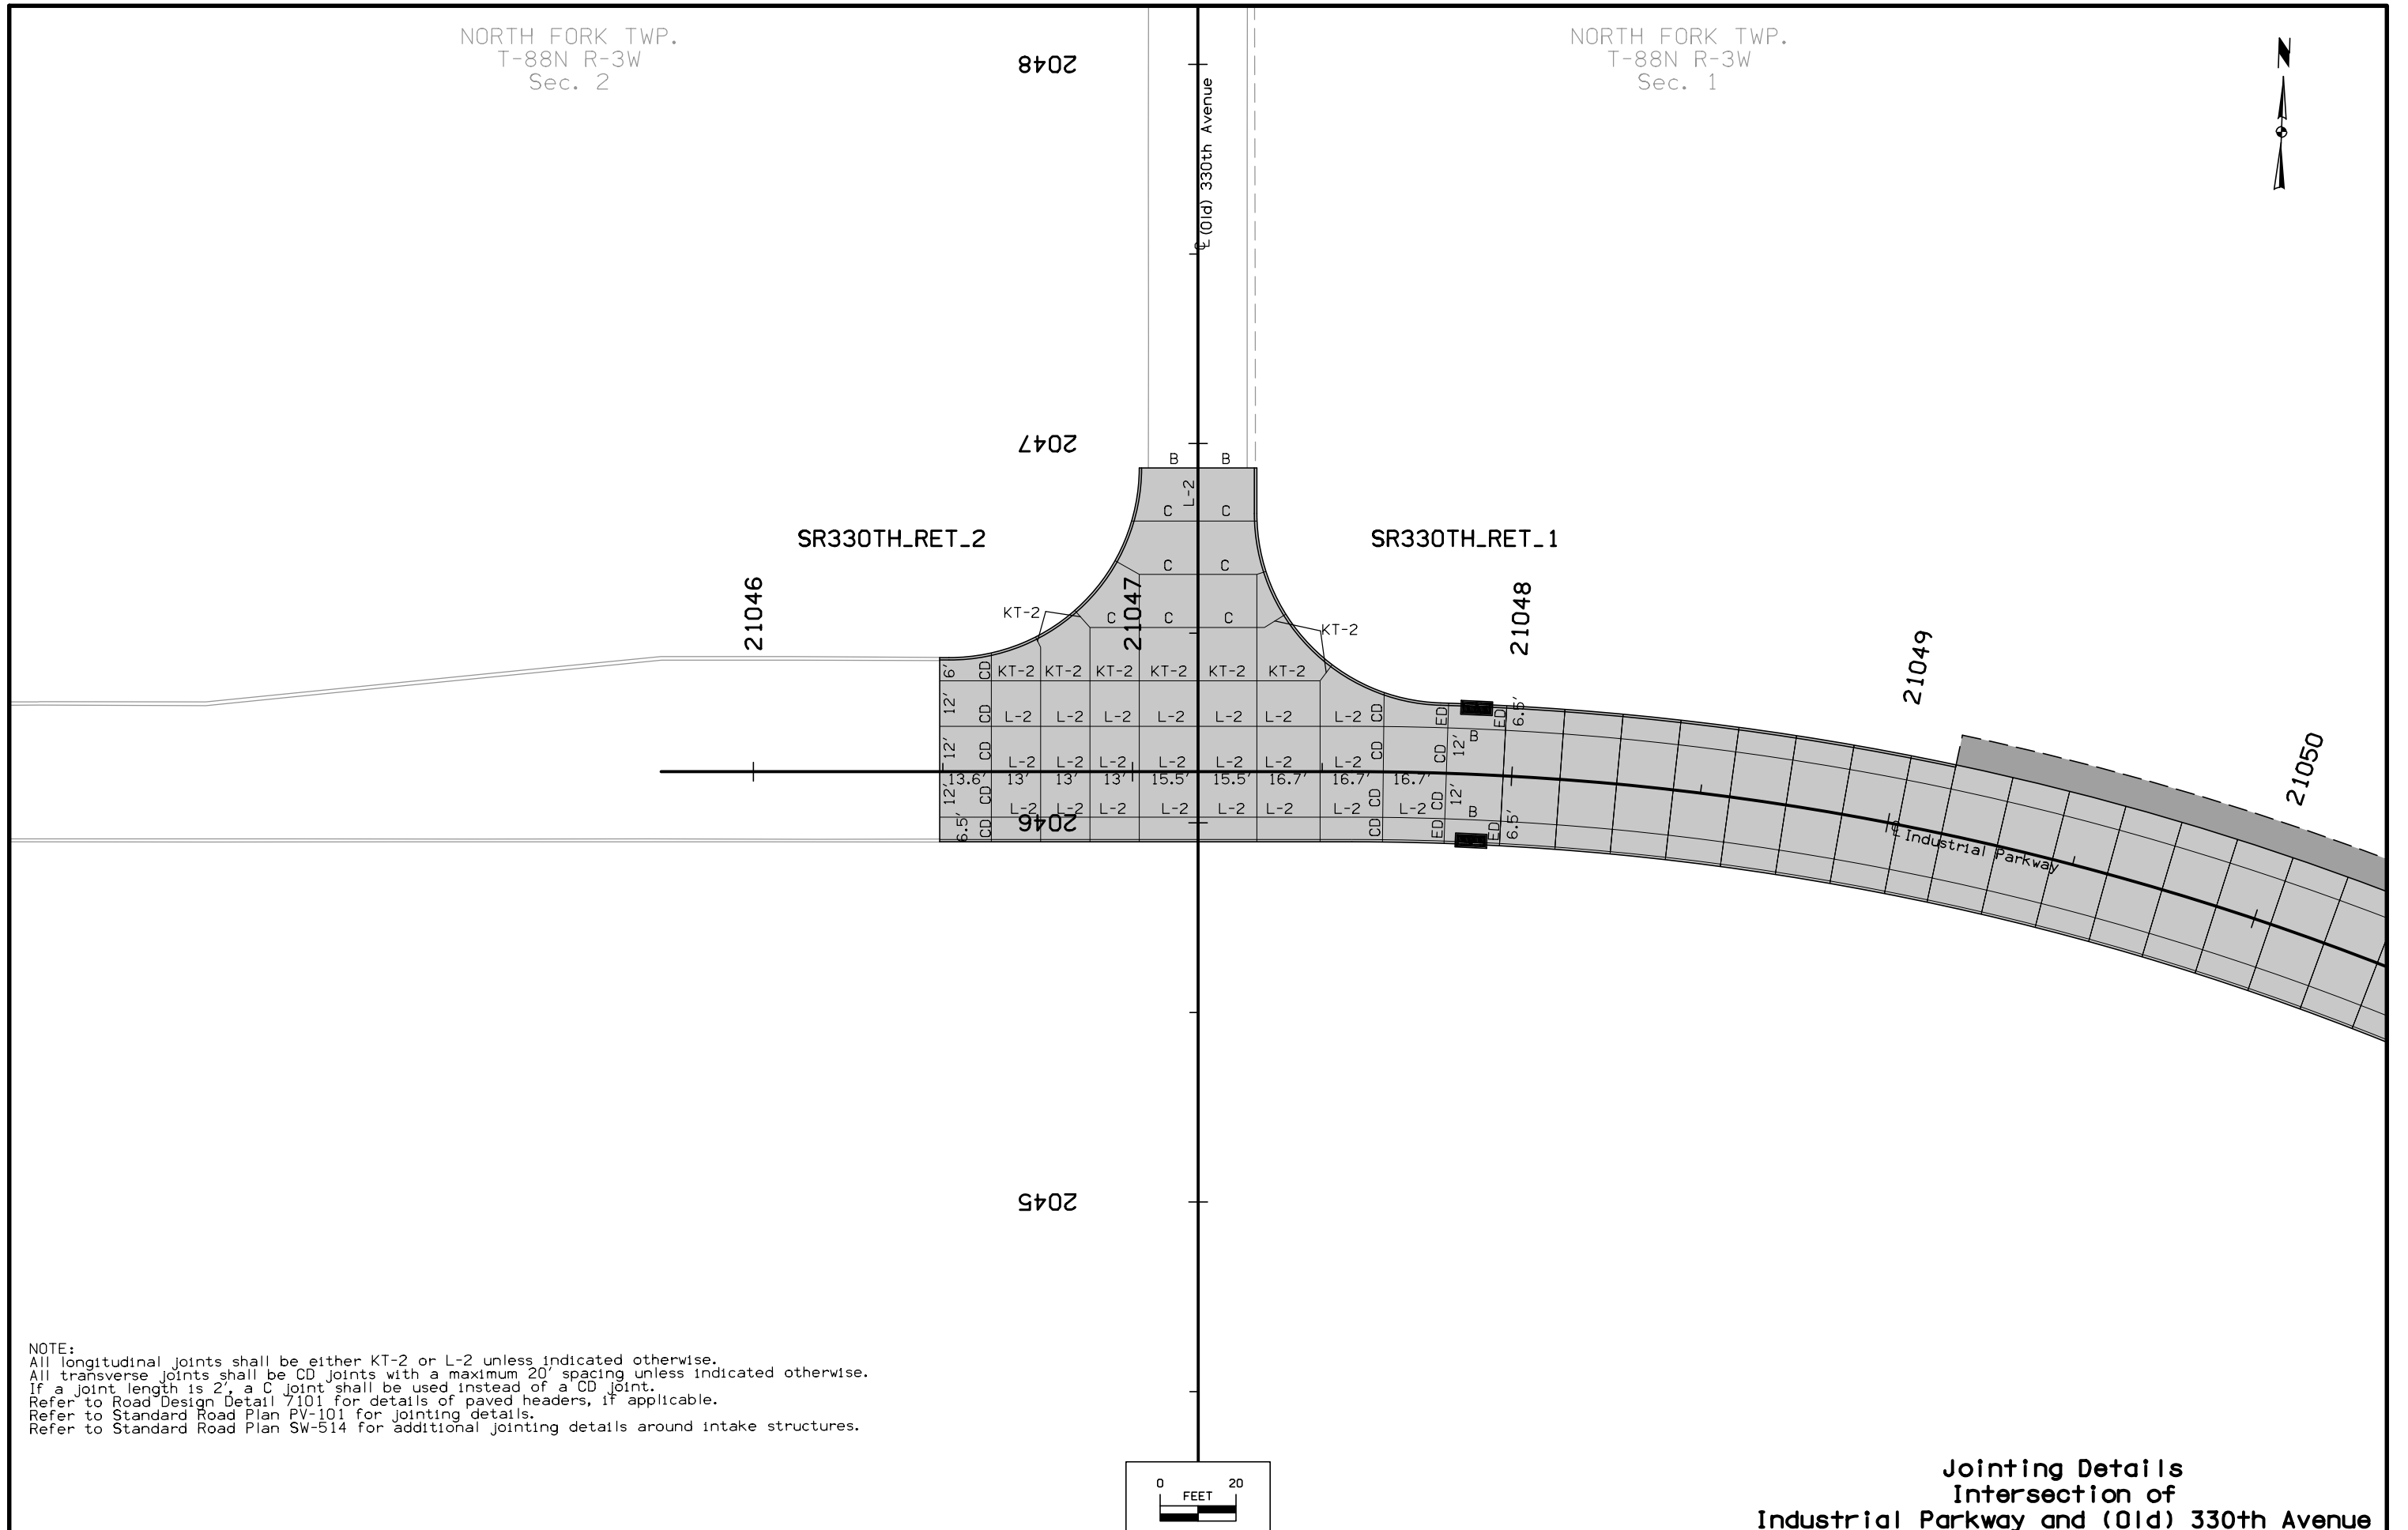 NORTH FORK TWP.
T-88N R-3W
Sec. 2
NORTH FORK TWP.
T-88N R-3W
Sec. 1
N
2048
℄ (Old) 330th Avenue
2047
B B
L-2
C C
SR330TH_RET_2
SR330TH_RET_1
C C
21046
21047
21048
21049
21050
KT-2
C C C
KT-2
6' CD KT-2 KT-2 KT-2 KT-2 KT-2 KT-2
12' CD L-2 L-2 L-2 L-2 L-2 L-2 L-2 CD ED ED 6.5'
B
12' CD L-2 L-2 L-2 L-2 L-2 L-2 L-2 CD CD 12'
13.6' 13' 13' 13' 15.5' 15.5' 16.7' 16.7' 16.7'
12' CD L-2 L-2 L-2 L-2 L-2 L-2 L-2 L-2 CD CD 12'
B
6.5' CD CD ED ED 6.5'
2046
℄ Industrial Parkway
2045
NOTE:
All longitudinal joints shall be either KT-2 or L-2 unless indicated otherwise.
All transverse joints shall be CD joints with a maximum 20' spacing unless indicated otherwise.
If a joint length is 2', a C joint shall be used instead of a CD joint.
Refer to Road Design Detail 7101 for details of paved headers, if applicable.
Refer to Standard Road Plan PV-101 for jointing details.
Refer to Standard Road Plan SW-514 for additional jointing details around intake structures.
0 20
FEET
Jointing Details
Intersection of
Industrial Parkway and (Old) 330th Avenue